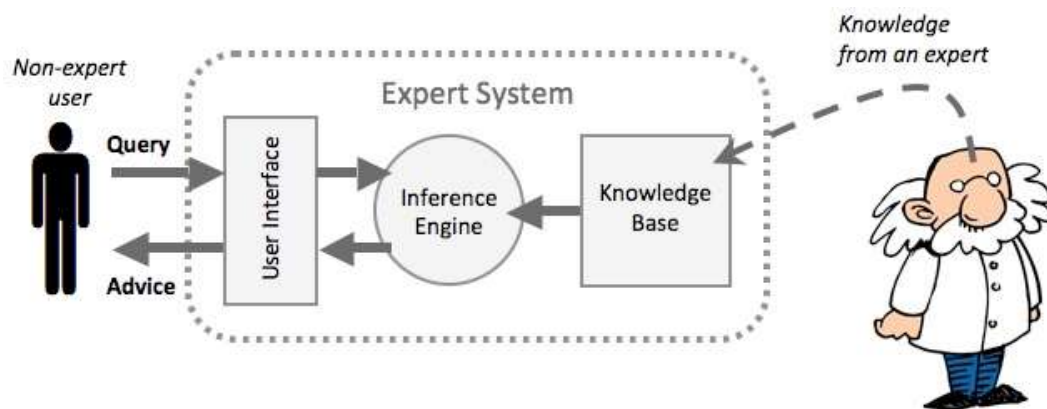 Knowledge
from an expert
Non-expert
user
Expert System
Query
User Interface
Inference
Engine
Knowledge
Base
Advice